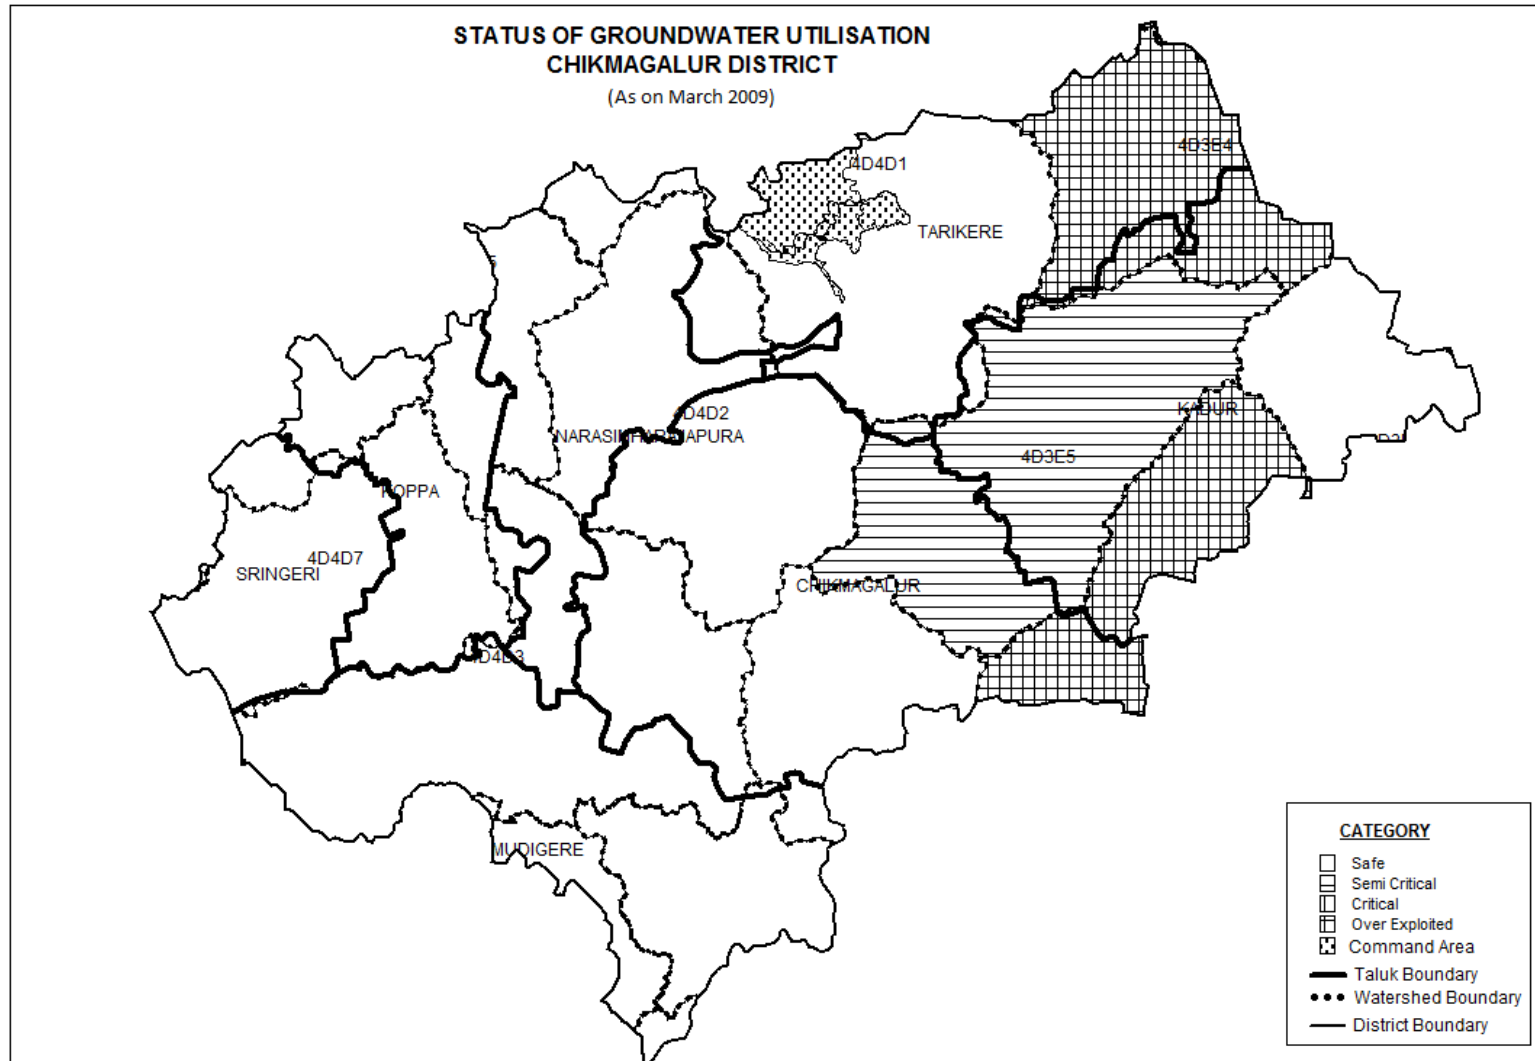 STATUS OF GROUNDWATER UTILISATION
CHIKMAGALUR DISTRICT
(As on March 2009)
4D3E4
4D4D1
TARIKERE
5
KADUR
4D4D2
NARASIMHARAJAPURA
4D3E5
KOPPA
4D4D7
SRINGERI
CHIKMAGALUR
4D4D3
MUDIGERE
CATEGORY
Safe
Semi Critical
Critical
Over Exploited
Command Area
Taluk Boundary
Watershed Boundary
District Boundary